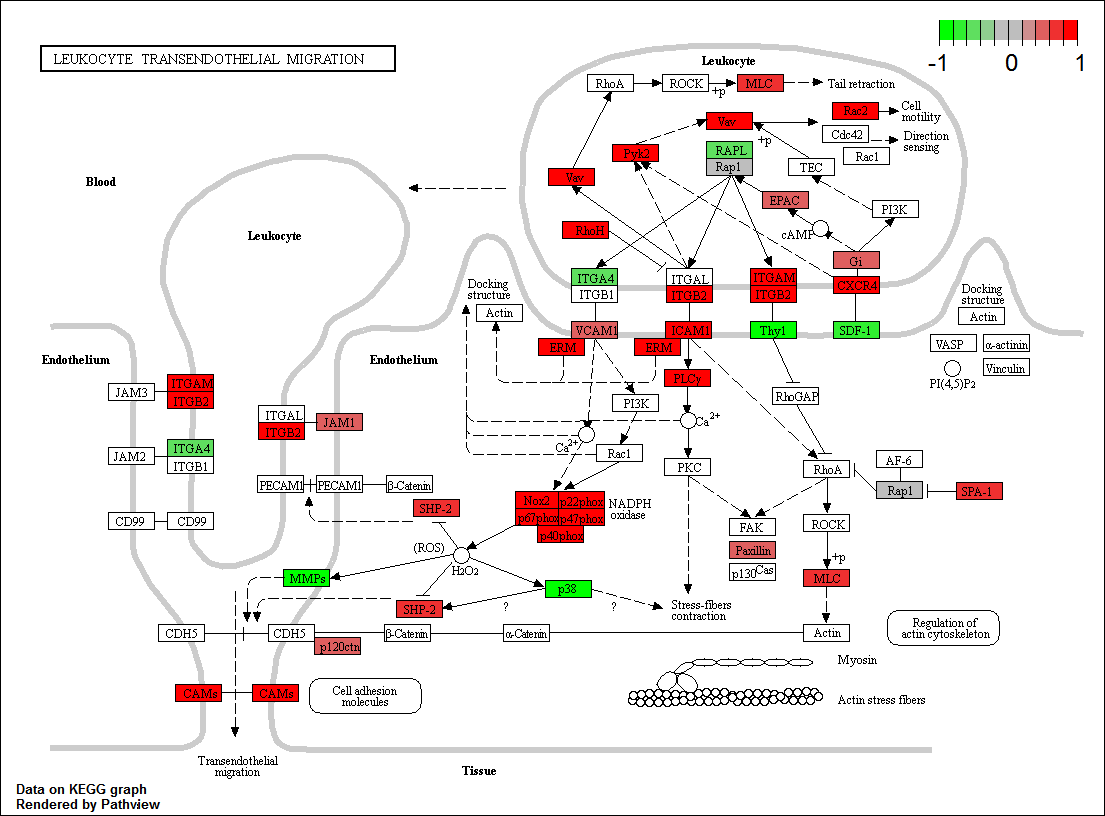 LEUKOCYTE TRANSENDOTHELIAL MIGRATION
-1 0 1
Leukocyte
RhoA ROCK +p MLC Tail retraction
Vav Rac2 Cell
motility
+p Cdc42 Direction
sensing
Rac1
Pyk2 RAPL
Rap1 TEC
Blood
Vav EPAC PI3K
Leukocyte
RhoH cAMP
Gi
ITGA4 ITGAL ITGAM CXCR4
ITGB1 ITGB2 ITGB2
Docking
structure
Actin
Docking
structure
Actin
VCAM1 ICAM1 Thy1 SDF-1
ERM ERM
VASP α-actinin
Vinculin
PI(4,5)P2
Endothelium Endothelium
JAM3 ITGAM
ITGB2
PLCγ
PI3K RhoGAP
ITGAL
ITGB2 JAM1
Ca2+ Ca2+
JAM2 ITGA4
ITGB1
Rac1 PKC RhoA AF-6
Rap1 SPA-1
PECAM1 PECAM1 β-Catenin
SHP-2
Nox2 p22phox
p67phox p47phox
p40phox
NADPH
oxidase
CD99 CD99
FAK ROCK
Paxillin
p130Cas
(ROS)
H2O2
+p
MLC
MMPs p38
SHP-2 ? ? Stress-fibers
contraction
CDH5 CDH5 β-Catenin α-Catenin Actin
p120ctn
Regulation of
actin cytoskeleton
Myosin
CAMs CAMs Cell adhesion
molecules
Actin stress fibers
Transendothelial
migration
Tissue
Data on KEGG graph
Rendered by Pathview